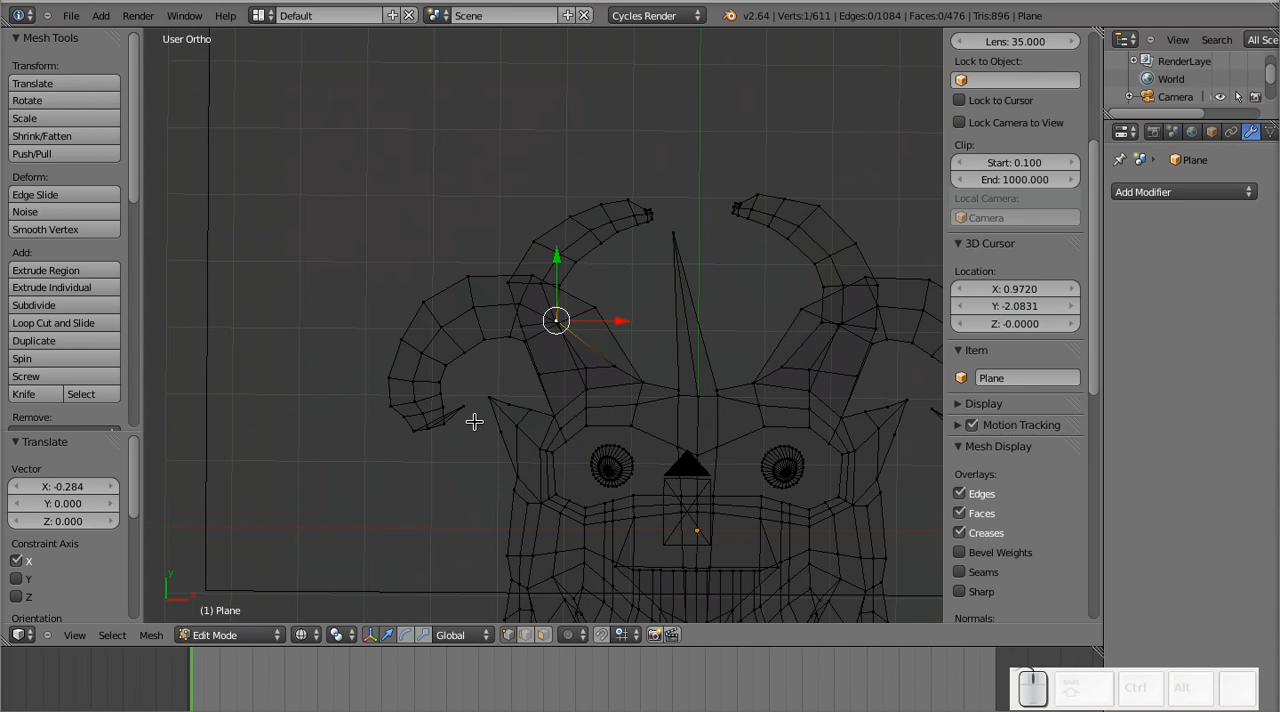 File Add Render Window Help Default Scene Cycles Render v2.64 | Verts:1/611 | Edges:0/1084 | Faces:0/476 | Tris:896 | Plane
Mesh Tools
Transform:
Translate
Rotate
Scale
Shrink/Fatten
Push/Pull
Deform:
Edge Slide
Noise
Smooth Vertex
Add:
Extrude Region
Extrude Individual
Subdivide
Loop Cut and Slide
Duplicate
Spin
Screw
Knife Select
Remove:
Translate
Vector
X: -0.284
Y: 0.000
Z: 0.000
Constraint Axis
X
Y
Z
Orientation
User Ortho
y
x
(1) Plane
View Select Mesh Edit Mode Global
Lens: 35.000
Lock to Object:
Lock to Cursor
Lock Camera to View
Clip:
Start: 0.100
End: 1000.000
Local Camera:
Camera
3D Cursor
Location:
X: 0.9720
Y: -2.0831
Z: -0.0000
Item
Plane
Display
Motion Tracking
Mesh Display
Overlays:
Edges
Faces
Creases
Bevel Weights
Seams
Sharp
Normals:
View Search All Sce
RenderLaye
World
Camera
Plane
Add Modifier
Ctrl Alt